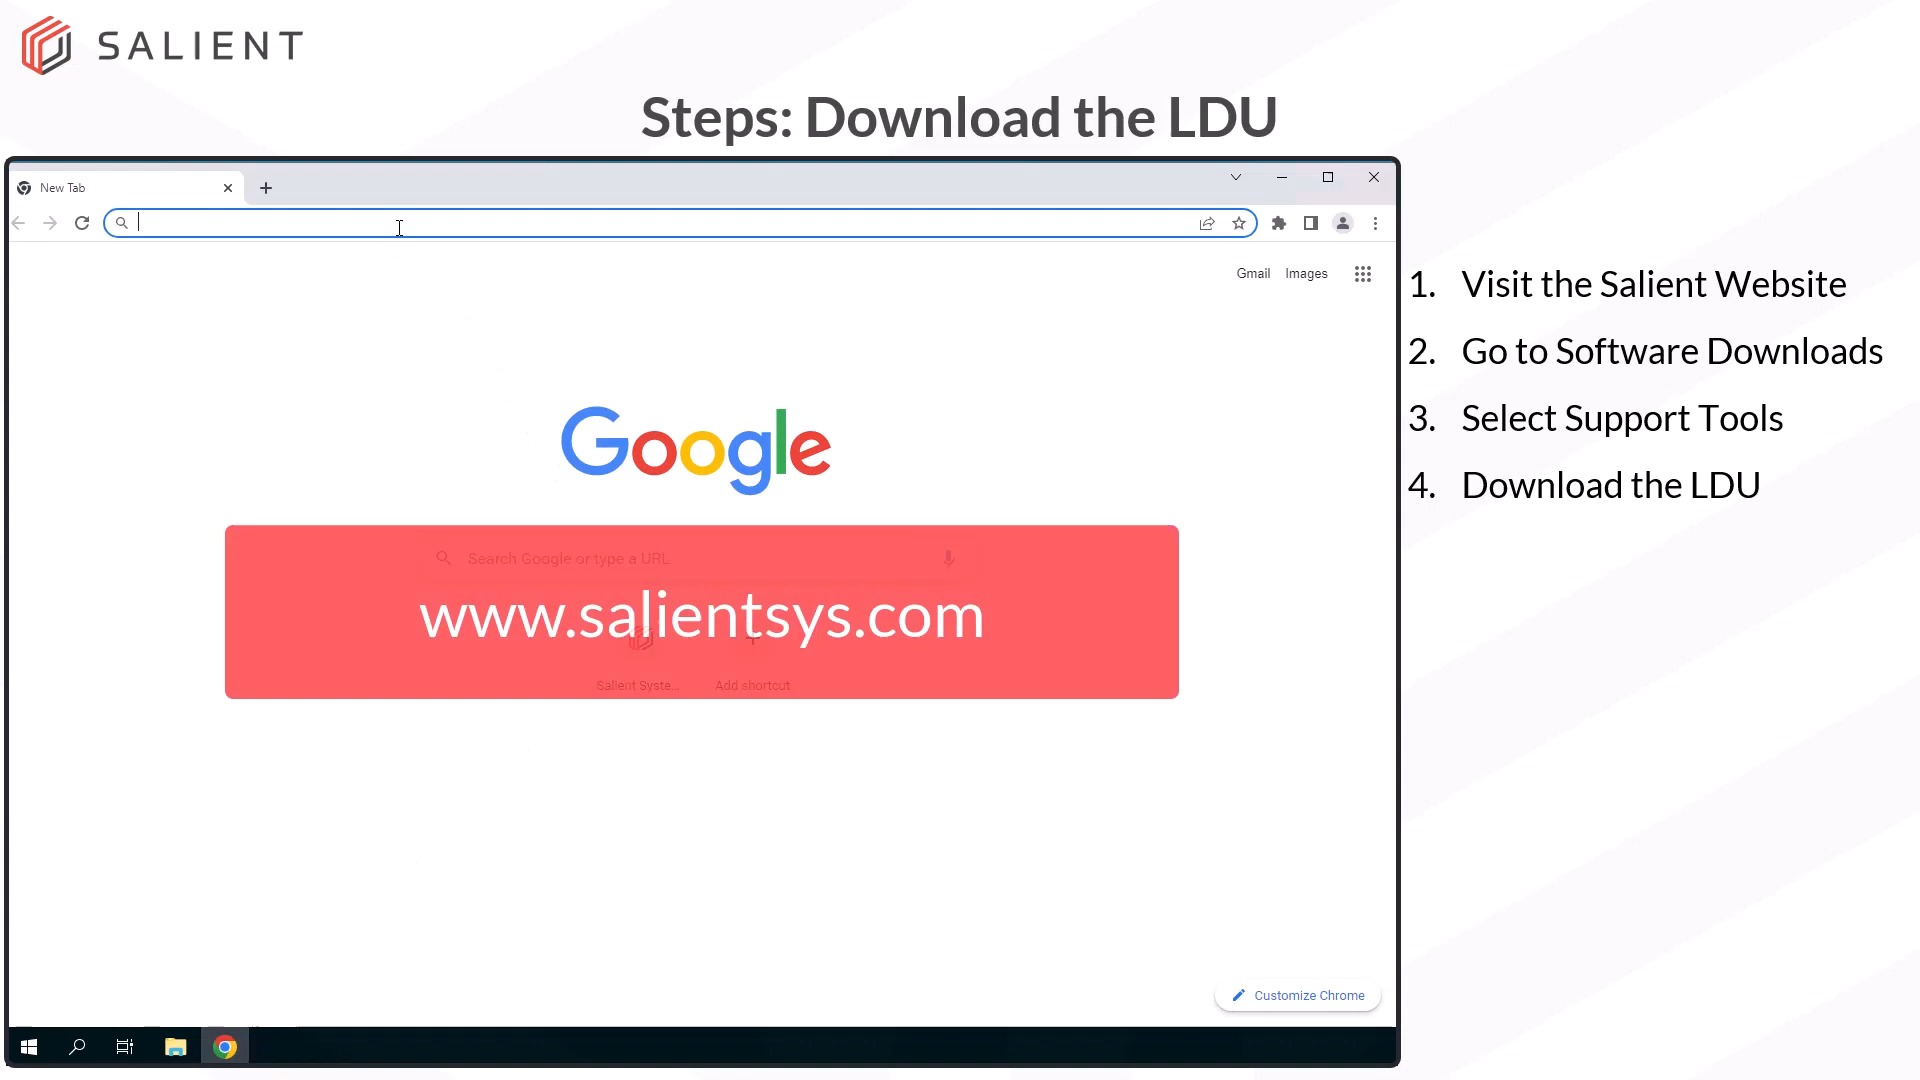 SALIENT
Steps: Download the LDU
New Tab
Gmail Images
Google
Search Google or type a URL
www.salientsys.com
Salient Syste... Add shortcut
Customize Chrome
1. Visit the Salient Website
2. Go to Software Downloads
3. Select Support Tools
4. Download the LDU